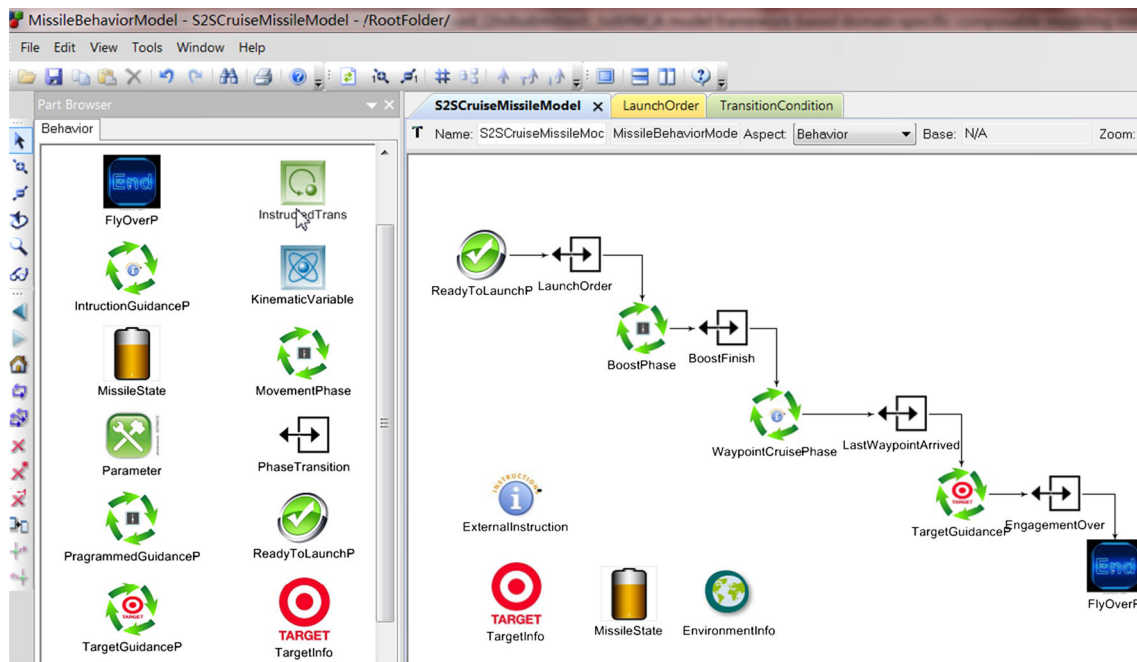 MissileBehaviorModel - S2SCruiseMissileModel - /RootFolder/
File Edit View Tools Window Help
Part Browser
S2SCruiseMissileModel LaunchOrder TransitionCondition
Behavior
T Name: S2SCruiseMissileMoc MissileBehaviorMode Aspect: Behavior Base: N/A Zoom:
End
FlyOverP
InstructedTrans
IntructionGuidanceP
KinematicVariable
MissileState
MovementPhase
Parameter
PhaseTransition
PragrammedGuidanceP
ReadyToLaunchP
TARGET
TargetGuidanceP
TARGET
TargetInfo
ReadyToLaunchP
LaunchOrder
BoostPhase
BoostFinish
WaypointCruisePhase
LastWaypointArrived
TARGET
TargetGuidanceP
EngagementOver
End
FlyOverP
INSTRUCTIONS
ExternalInstruction
TARGET
TargetInfo
MissileState
EnvironmentInfo